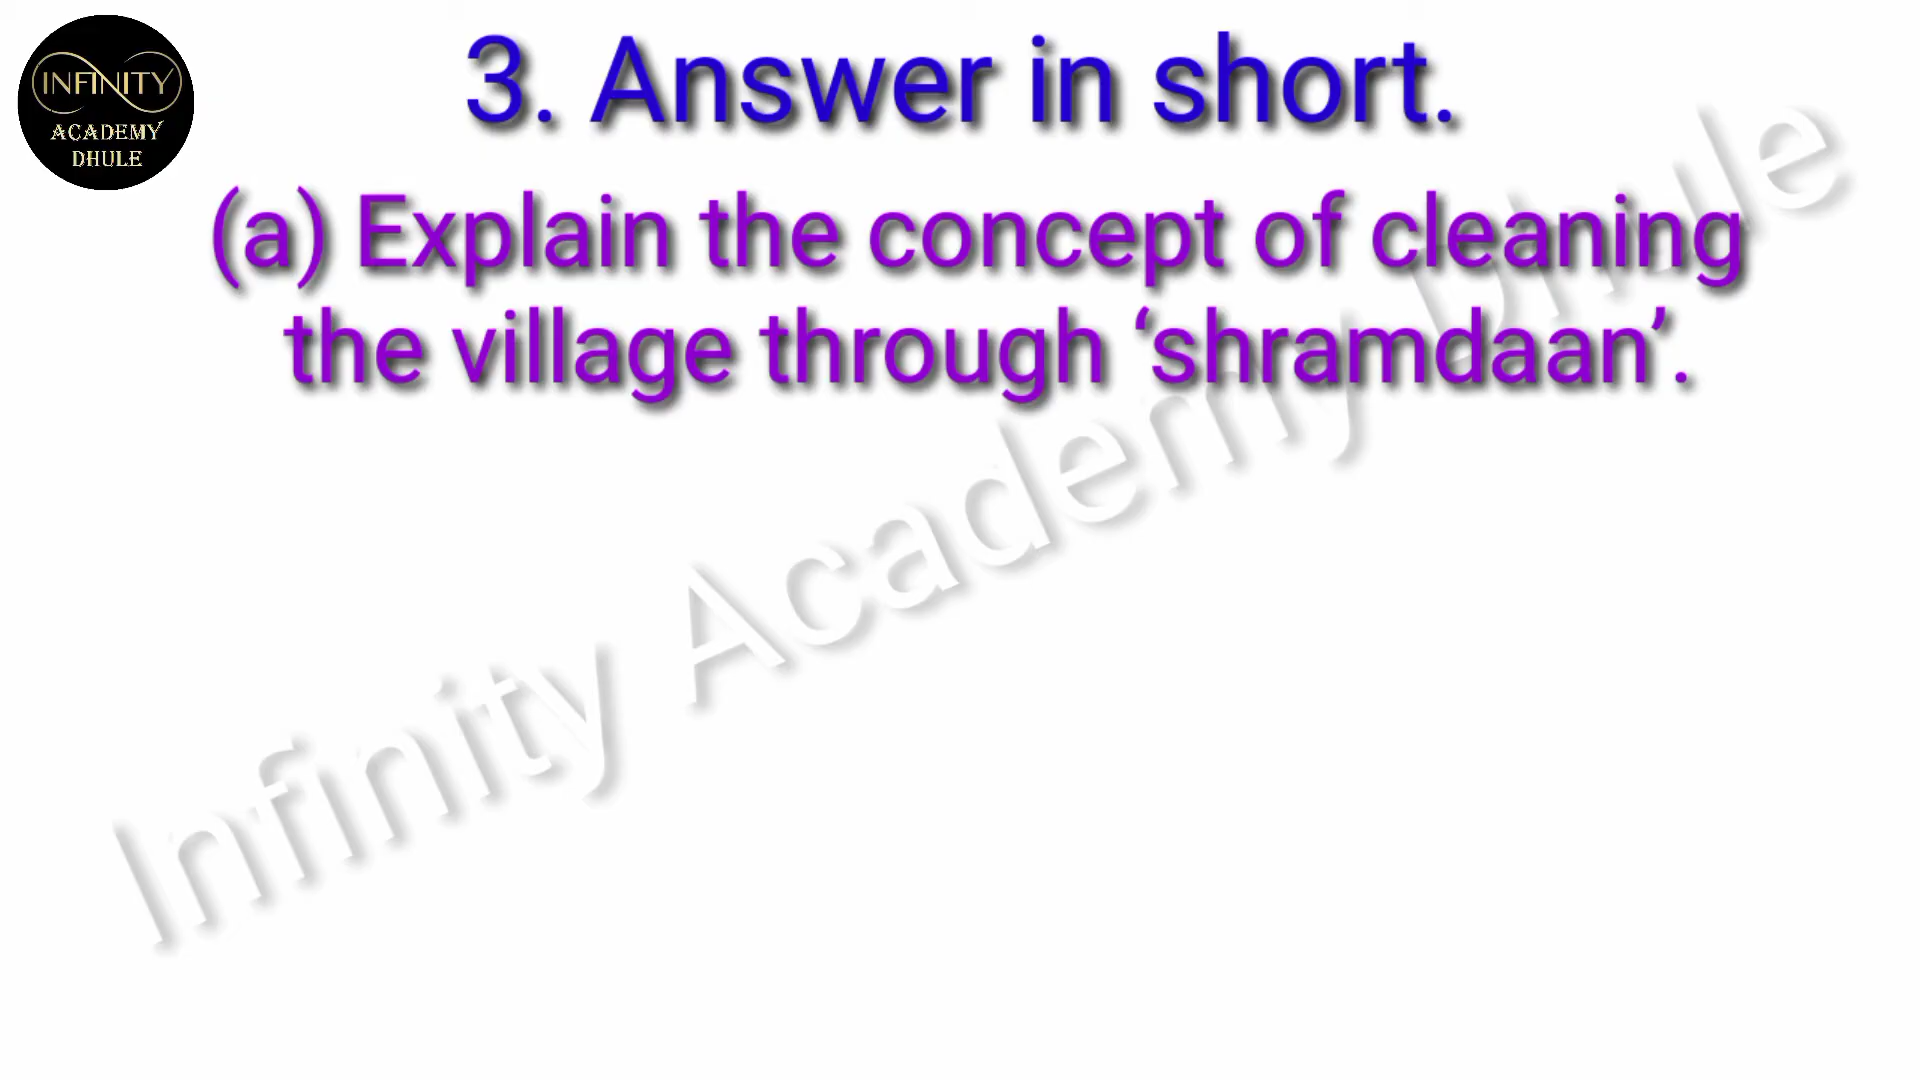 INFINITY
ACADEMY
DHULE
3. Answer in short.
(a) Explain the concept of cleaning
the village through ‘shramdaan’.
Infinity Academy Dhule